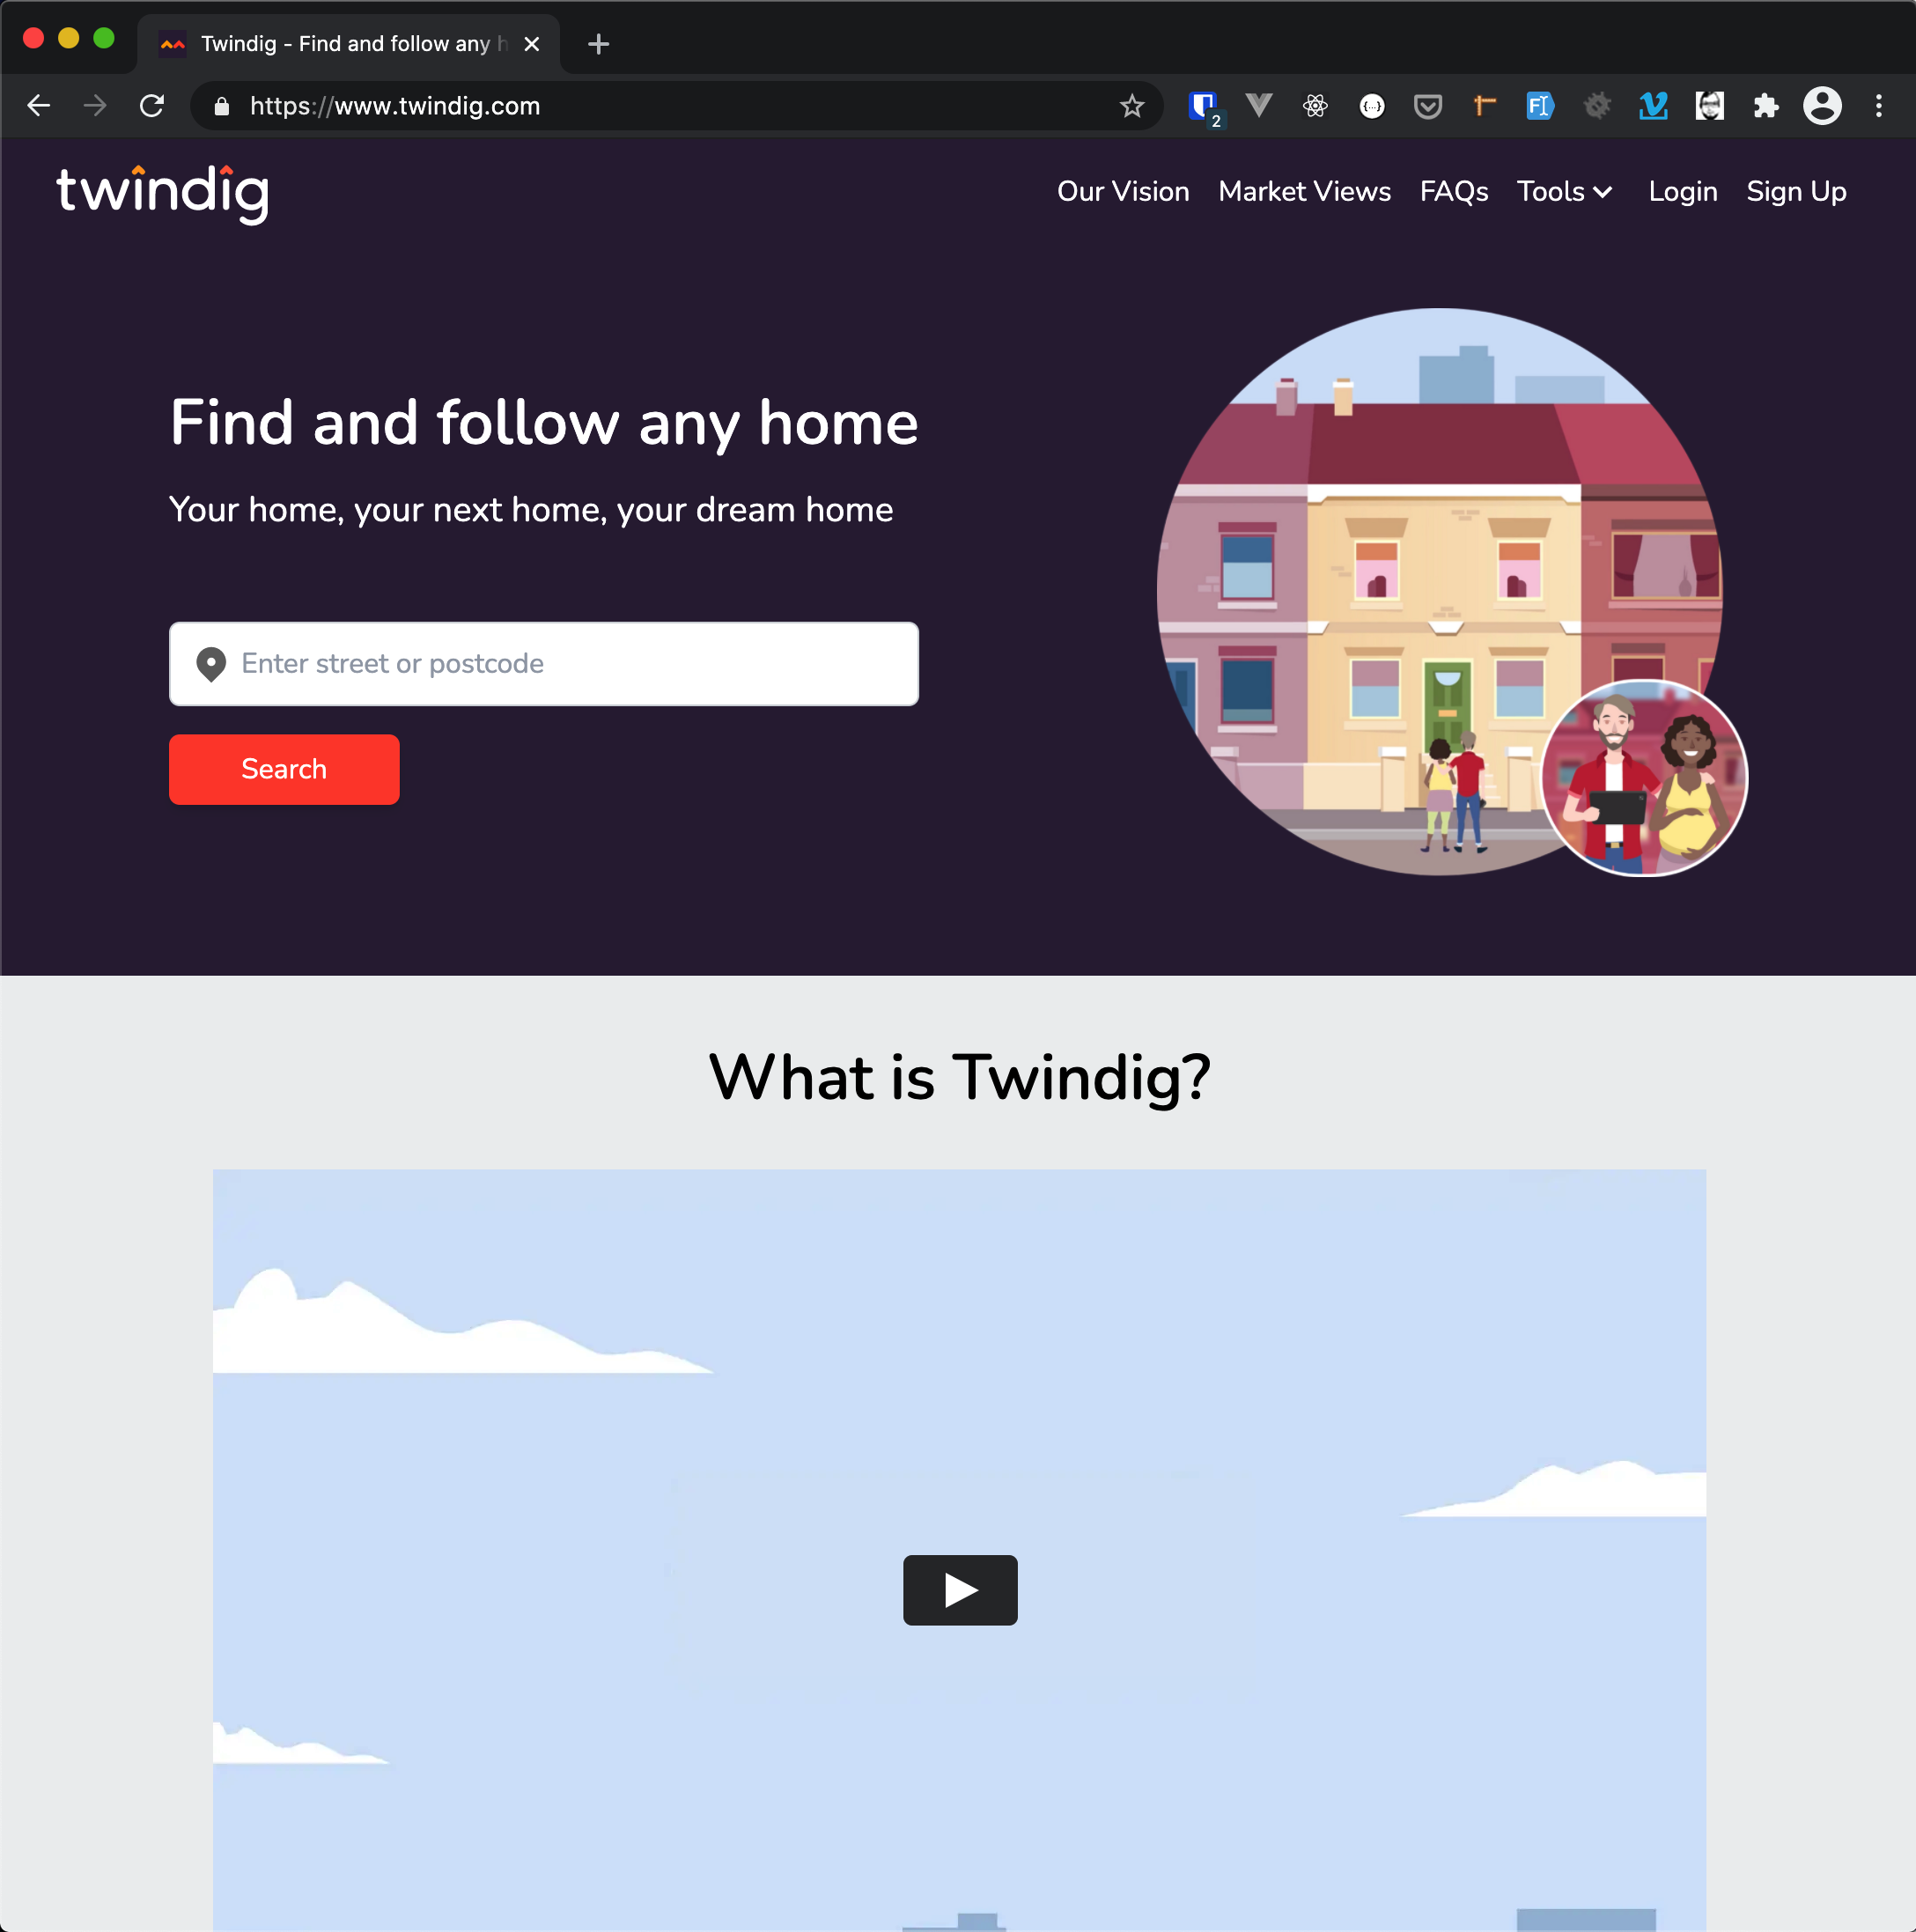 Twindig - Find and follow any h
https://www.twindig.com
2
twindig
Our Vision Market Views FAQs Tools Login Sign Up
Find and follow any home
Your home, your next home, your dream home
Enter street or postcode
Search
What is Twindig?